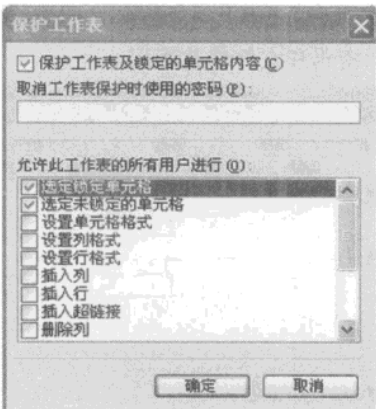 保护工作表
保护工作表及锁定的单元格内容(C)
取消工作表保护时使用的密码(P):
允许此工作表的所有用户进行(O):
选定锁定单元格
选定未锁定的单元格
设置单元格格式
设置列格式
设置行格式
插入列
插入行
插入超链接
删除列
确定 取消